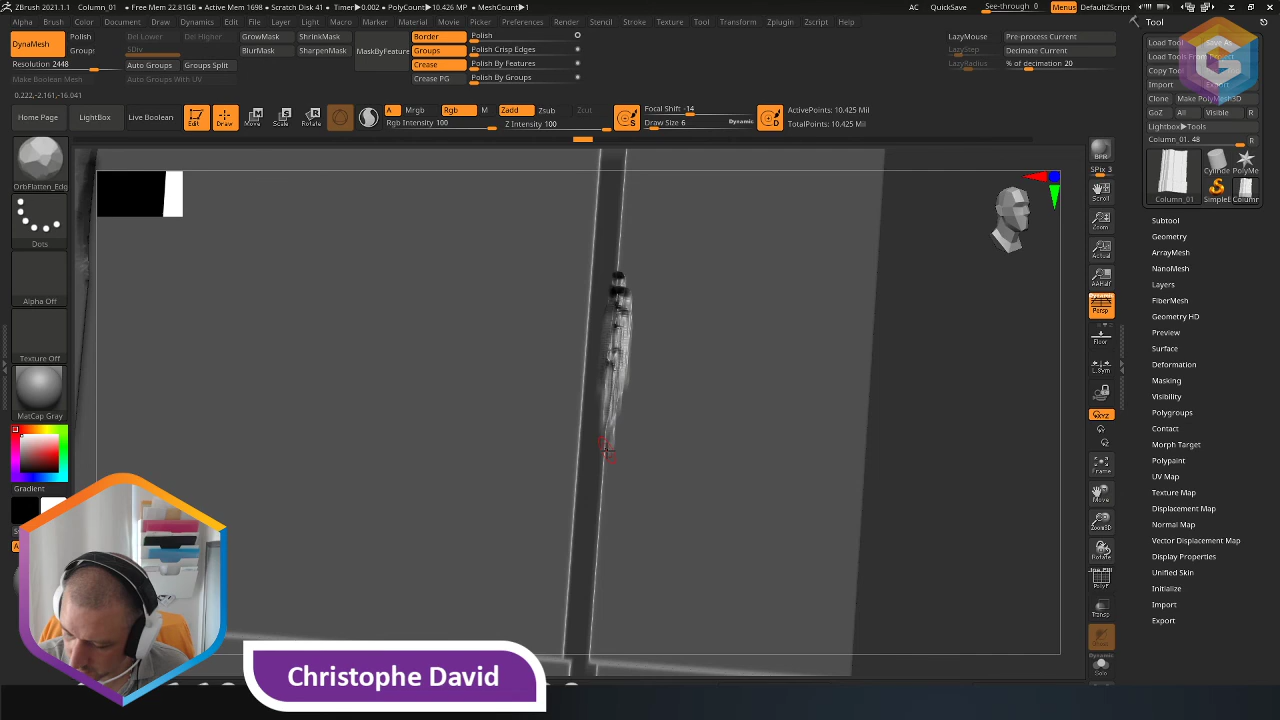 ZBrush 2021.1.1 Column_01 • Free Mem 22.81GB • Active Mem 1698 • Scratch Disk 41 • Timer▶0.002 • PolyCount▶10.426 MP • MeshCount▶1
AC QuickSave See-through 0 Menus DefaultZScript
Alpha Brush Color Document Draw Dynamics Edit File Layer Light Macro Marker Material Movie Picker Preferences Render Stencil Stroke Texture Tool Transform Zplugin Zscript Help
Tool
DynaMesh
Polish
Groups
Resolution 2448
Make Boolean Mesh
Del Lower Del Higher
SDiv
Auto Groups Groups Split
Auto Groups With UV
GrowMask ShrinkMask
BlurMask SharpenMask
MaskByFeature
Border
Groups
Crease
Crease PG
Polish
Polish Crisp Edges
Polish By Features
Polish By Groups
LazyMouse
LazyStep
LazyRadius
Pre-process Current
Decimate Current
% of decimation 20
0.222,-2.161,-16.041
Home Page LightBox Live Boolean
Edit Draw Move Scale Rotate
A Mrgb Rgb M Zadd Zsub Zcut
Rgb Intensity 100 Z Intensity 100
S
Focal Shift -14
Draw Size 6 Dynamic
D
ActivePoints: 10.425 Mil
TotalPoints: 10.425 Mil
Load Tool Save As
Load Tools From Project
Copy Tool
Import Export
Clone Make PolyMesh3D
GoZ All Visible R
Lightbox▶Tools
Column_01. 48 R
Column_01
Cylinde PolyMe
SimpleE Column
OrbFlatten_Edg
Dots
Alpha Off
Texture Off
MatCap Gray
Gradient
BPR
SPix 3
Scroll
Zoom
Actual
AAHalf
Dynamic
Persp
Floor
L.Sym
XYZ
Frame
Move
Zoom3D
Rotate
PolyF
Transp
Dynamic
Solo
Subtool
Geometry
ArrayMesh
NanoMesh
Layers
FiberMesh
Geometry HD
Preview
Surface
Deformation
Masking
Polygroups
Contact
Morph Target
Polypaint
UV Map
Texture Map
Displacement Map
Normal Map
Vector Displacement Map
Display Properties
Unified Skin
Initialize
Import
Export
Christophe David